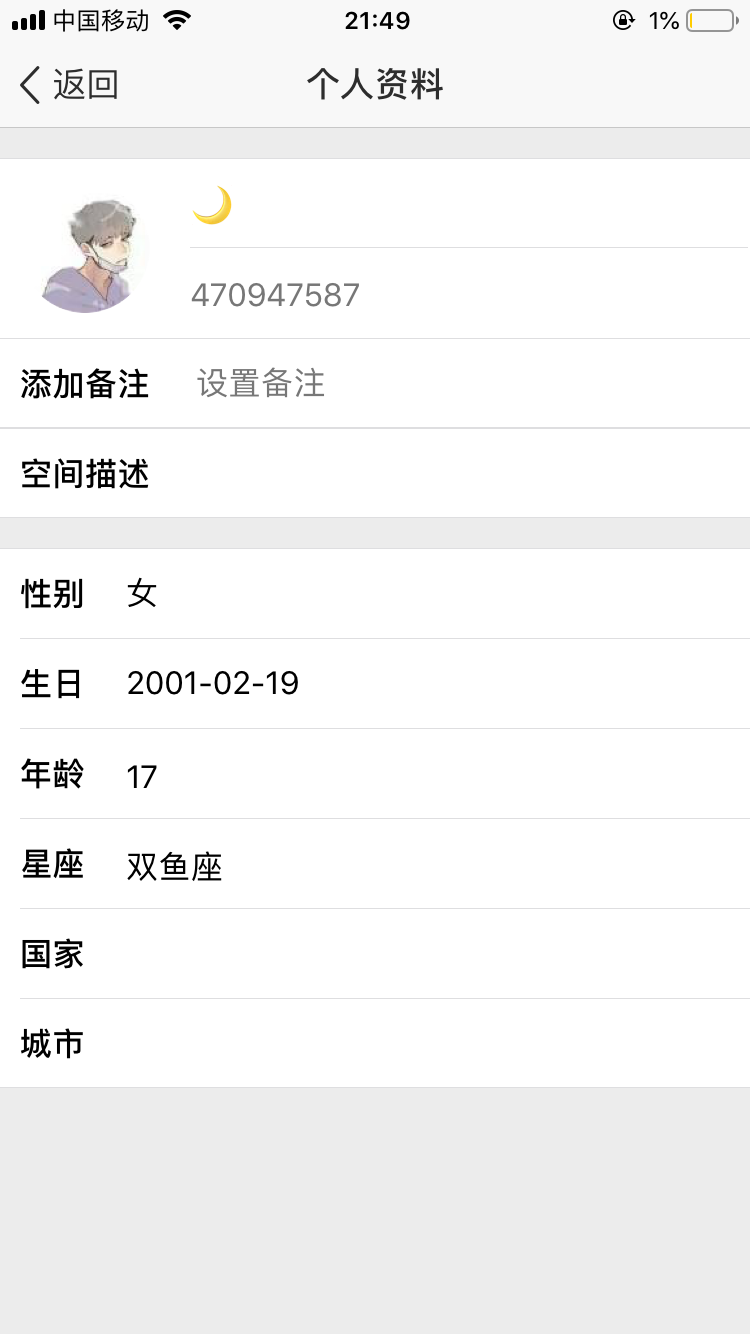 中国移动 21:49 1%
返回 个人资料
🌙
470947587
添加备注 设置备注
空间描述
性别 女
生日 2001-02-19
年龄 17
星座 双鱼座
国家
城市